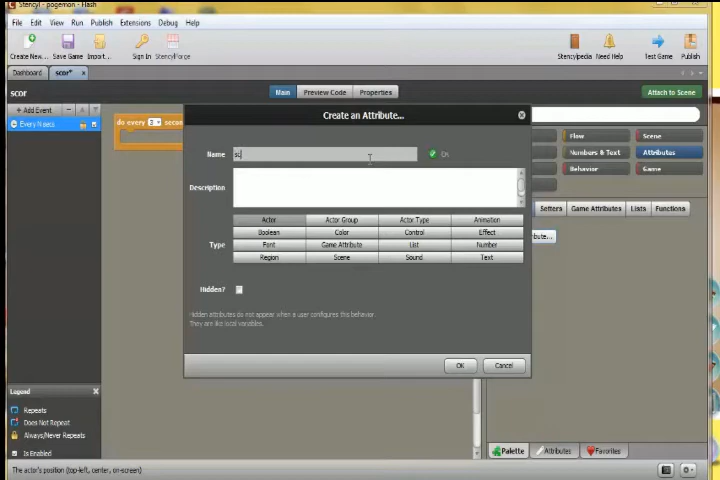 Stencyl - pogemon - Flash
File Edit View Run Publish Extensions Debug Help
Create New... Save Game Import... Sign In StencylForge Stencylpedia Need Help Test Game Publish
Dashboard scor* x
scor Main Preview Code Properties Attach to Scene
+ Add Event
Every N secs
do every 3 secon
Create an Attribute...
Name sc OK
Description
Type
Actor Actor Group Actor Type Animation
Boolean Color Control Effect
Font Game Attribute List Number
Region Scene Sound Text
Hidden?
Hidden attributes do not appear when a user configures this behavior.
They are like local variables.
OK Cancel
Flow Scene
Numbers & Text Attributes
Behavior Game
Setters Game Attributes Lists Functions
bute...
Legend x
Repeats
Does Not Repeat
Always/Never Repeats
Is Enabled
Palette Attributes Favorites
The actor's position (top-left, center, on-screen)